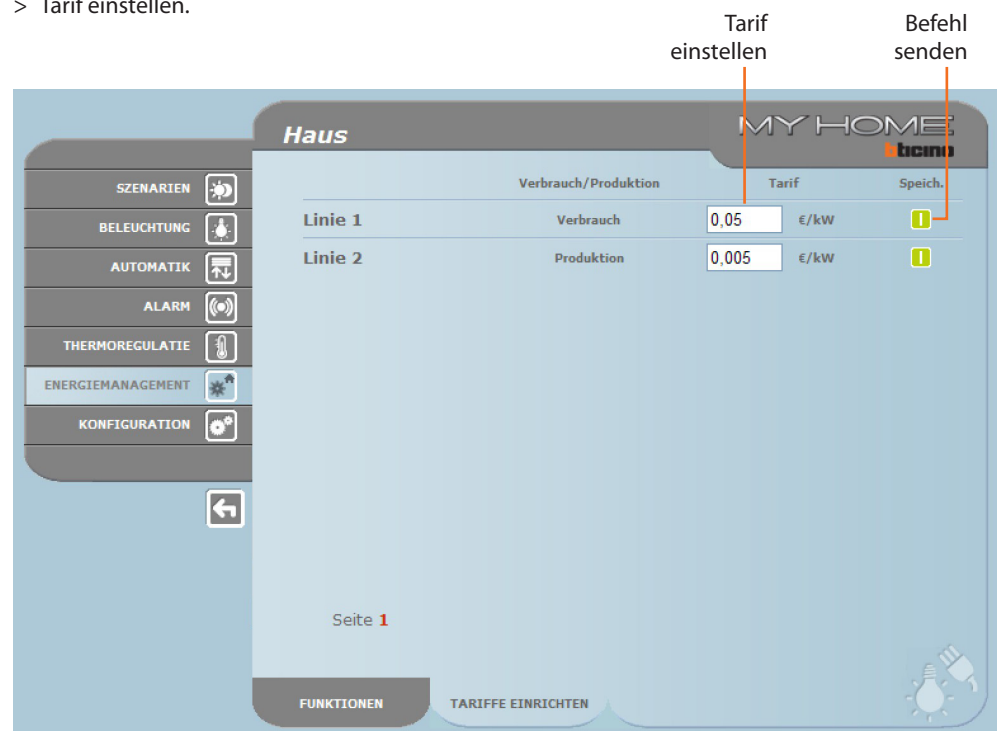 > Tarif einstellen.
Tarif einstellen
Befehl senden
Haus
MY HOME
bticino
Verbrauch/Produktion Tarif Speich.
Linie 1 Verbrauch 0,05 €/kW
Linie 2 Produktion 0,005 €/kW
SZENARIEN
BELEUCHTUNG
AUTOMATIK
ALARM
THERMOREGULATIE
ENERGIEMANAGEMENT
KONFIGURATION
Seite 1
FUNKTIONEN
TARIFFE EINRICHTEN